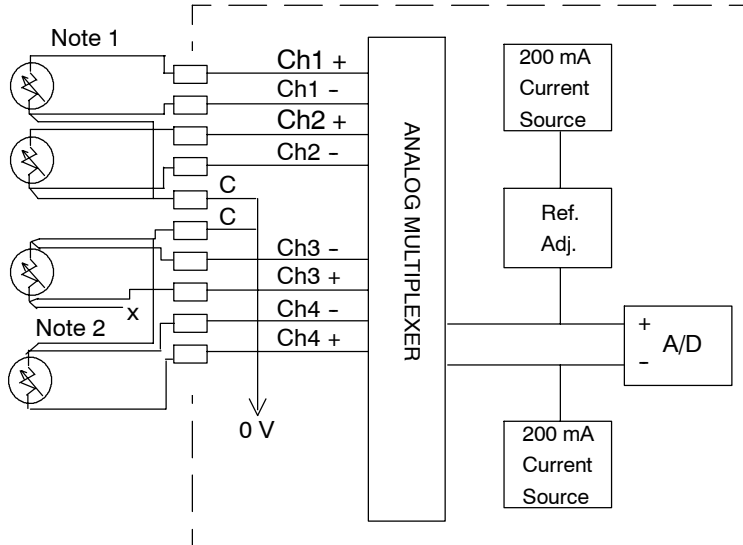 Note 1
Ch1 +
Ch1 −
Ch2 +
Ch2 −
C
C
Ch3 −
Ch3 +
x
Note 2
Ch4 −
Ch4 +
0 V
ANALOG MULTIPLEXER
200 mA
Current
Source
Ref.
Adj.
+
A/D
−
200 mA
Current
Source